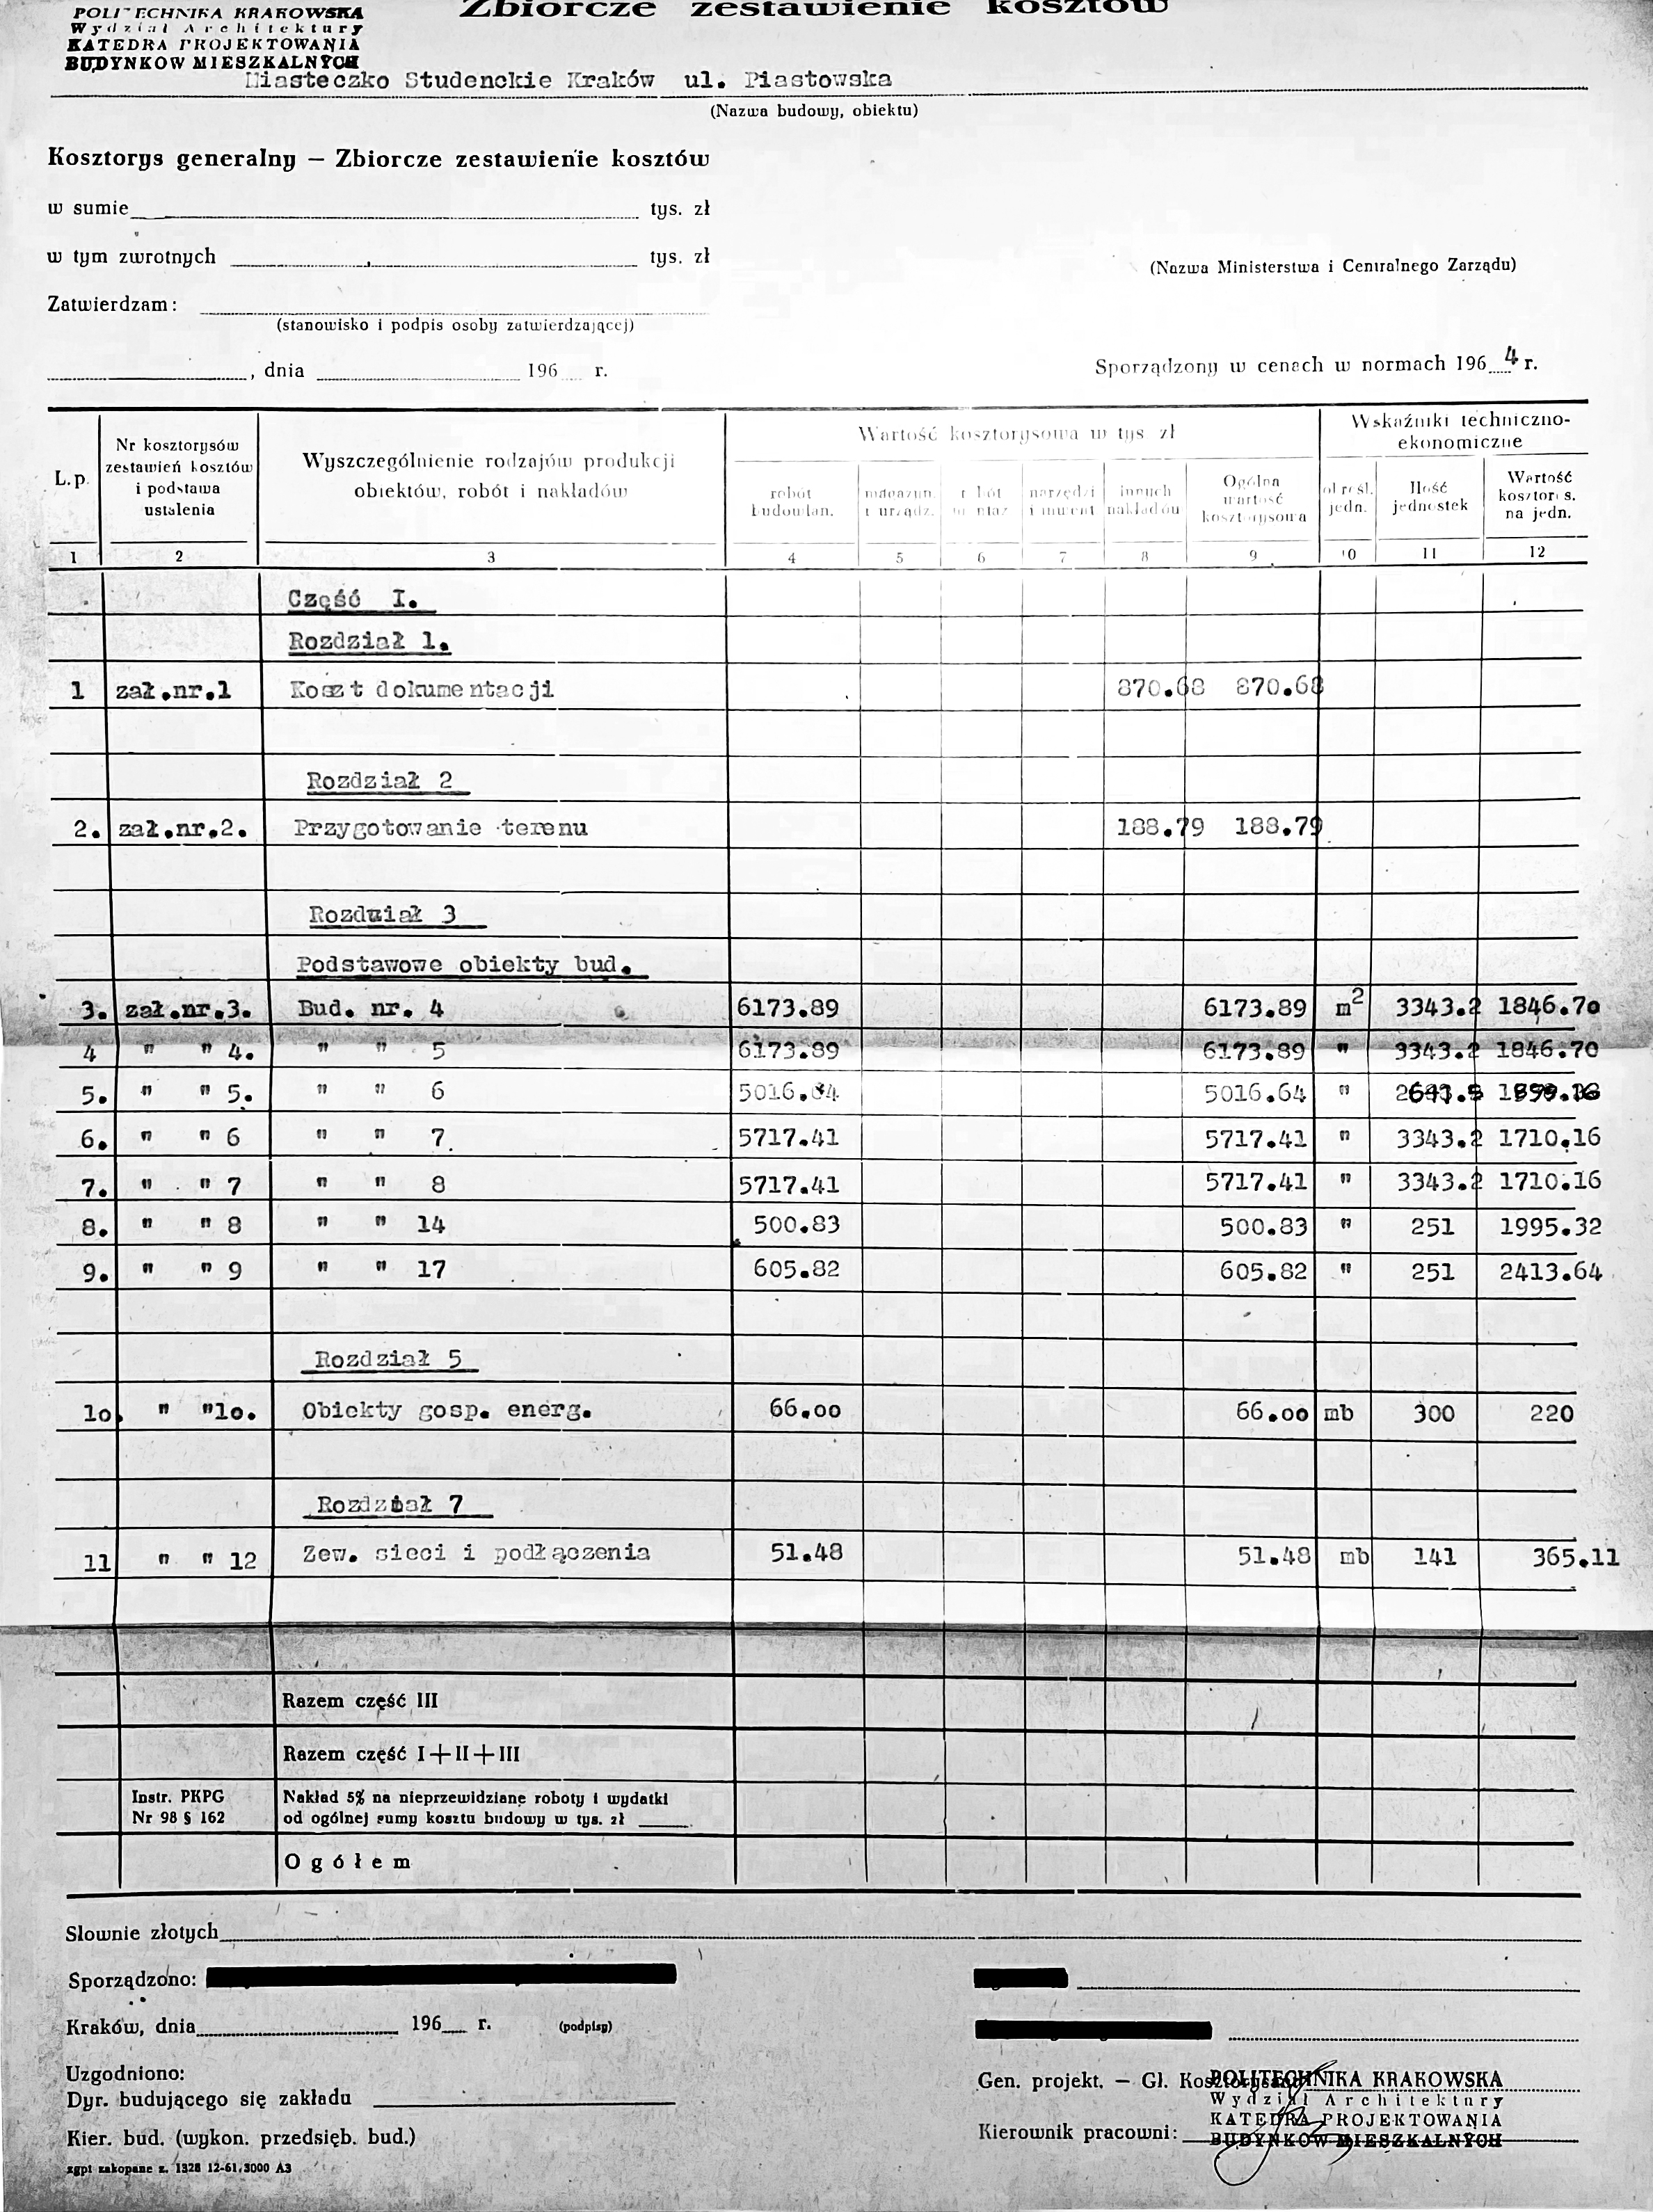 Zbiorcze zestawienie kosztów
POLITECHNIKA KRAKOWSKA
Wydział Architektury
KATEDRA PROJEKTOWANIA
BUDYNKOW MIESZKALNYCH
Miasteczko Studenckie Kraków ul. Piastowska
(Nazwa budowy, obiektu)
Kosztorys generalny — Zbiorcze zestawienie kosztów
w sumie tys. zł
w tym zwrotnych tys. zł
(Nazwa Ministerstwa i Centralnego Zarządu)
Zatwierdzam:
(stanowisko i podpis osoby zatwierdzającej)
, dnia 196 r.
Sporządzony w cenach w normach 196 4 r.
L.p. Nr kosztorysów zestawień kosztów i podstawa ustalenia Wyszczególnienie rodzajów produkcji obiektów, robót i nakładów Wartość kosztorysowa w tys zł Wskaźniki techniczno-ekonomiczne
robót budowlan. i urządz. robót montaż narzędzi i inwent innych nakładów Ogólna wartość kosztorysowa określ. jedn. Ilość jednostek Wartość kosztorys. na jedn.
1 2 3 4 5 6 7 8 9 10 11 12
Część I.
Rozdział 1.
1 zał.nr.1 Koszt dokumentacji 870.68 870.68
Rozdział 2
2. zał.nr.2. Przygotowanie terenu 188.79 188.79
Rozdział 3
Podstawowe obiekty bud.
3. zał.nr.3. Bud. nr. 4 6173.89 6173.89 m2 3343.2 1846.70
4 " " 4. " " 5 6173.89 6173.89 " 3343.2 1846.70
5. " " 5. " " 6 5016.64 5016.64 "
6. " " 6 " " 7 5717.41 5717.41 " 3343.2 1710.16
7. " " 7 " " 8 5717.41 5717.41 " 3343.2 1710.16
8. " " 8 " " 14 500.83 500.83 " 251 1995.32
9. " " 9 " " 17 605.82 605.82 " 251 2413.64
Rozdział 5
1o. " "1o. Obiekty gosp. energ. 66.oo 66.oo mb 300 220
Rozdział 7
11 " " 12 Zew. sieci i podłączenia 51.48 51.48 mb 141 365.11
Razem część III
Razem część I+II+III
Instr. PKPG Nr 98 § 162 Nakład 5% na nieprzewidziane roboty i wydatki od ogólnej sumy kosztu budowy w tys. zł
Ogółem
Słownie złotych
Sporządzono:
Kraków, dnia 196 r. (podpisy)
Uzgodniono:
Dyr. budującego się zakładu
Kier. bud. (wykon. przedsięb. bud.)
zgpt zakopane z. 1328 12-61. 3000 A3
Gen. projekt. — Gł. Kosztorysant
Kierownik pracowni:
POLITECHNIKA KRAKOWSKA
Wydział Architektury
KATEDRA PROJEKTOWANIA
BUDYNKOW MIESZKALNYCH